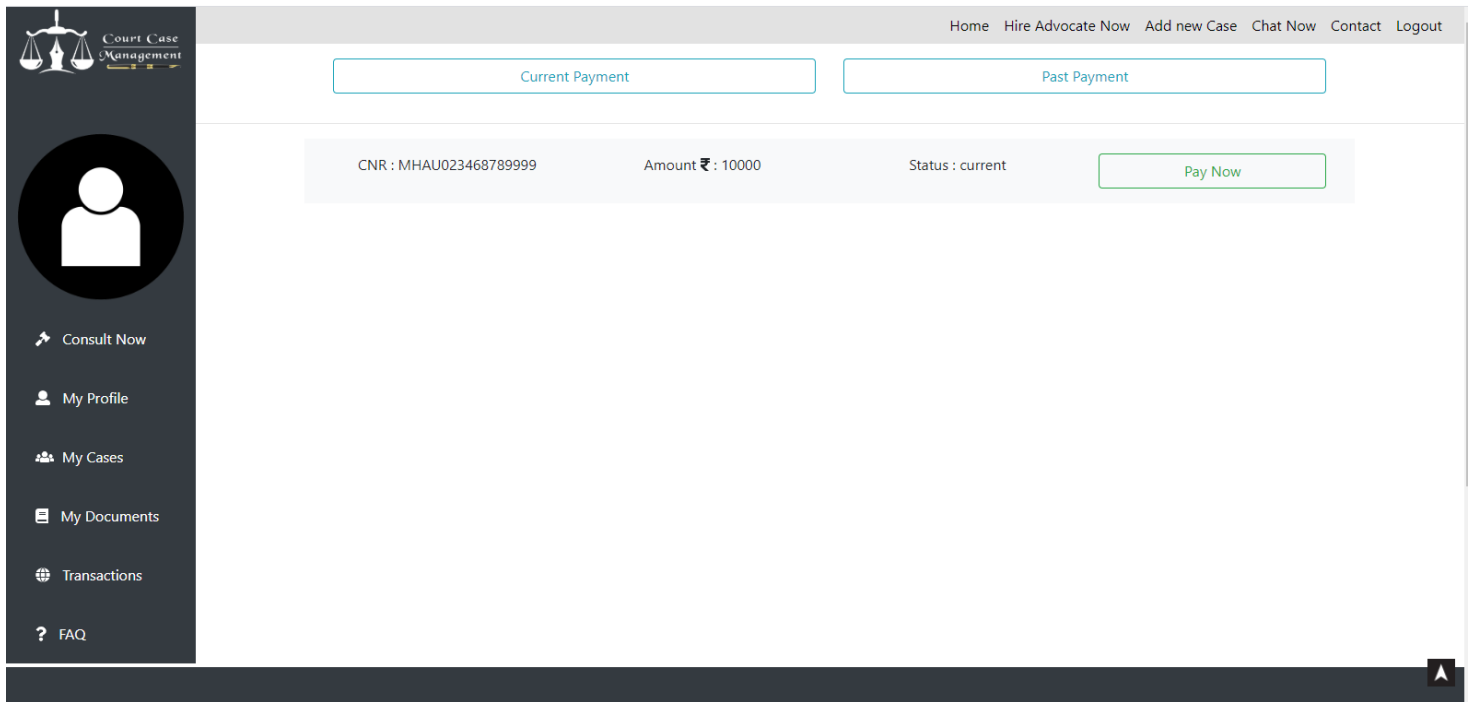 Court Case
Management
Home Hire Advocate Now Add new Case Chat Now Contact Logout
Current Payment Past Payment
CNR : MHAU023468789999 Amount ₹ : 10000 Status : current Pay Now
Consult Now
My Profile
My Cases
My Documents
Transactions
? FAQ